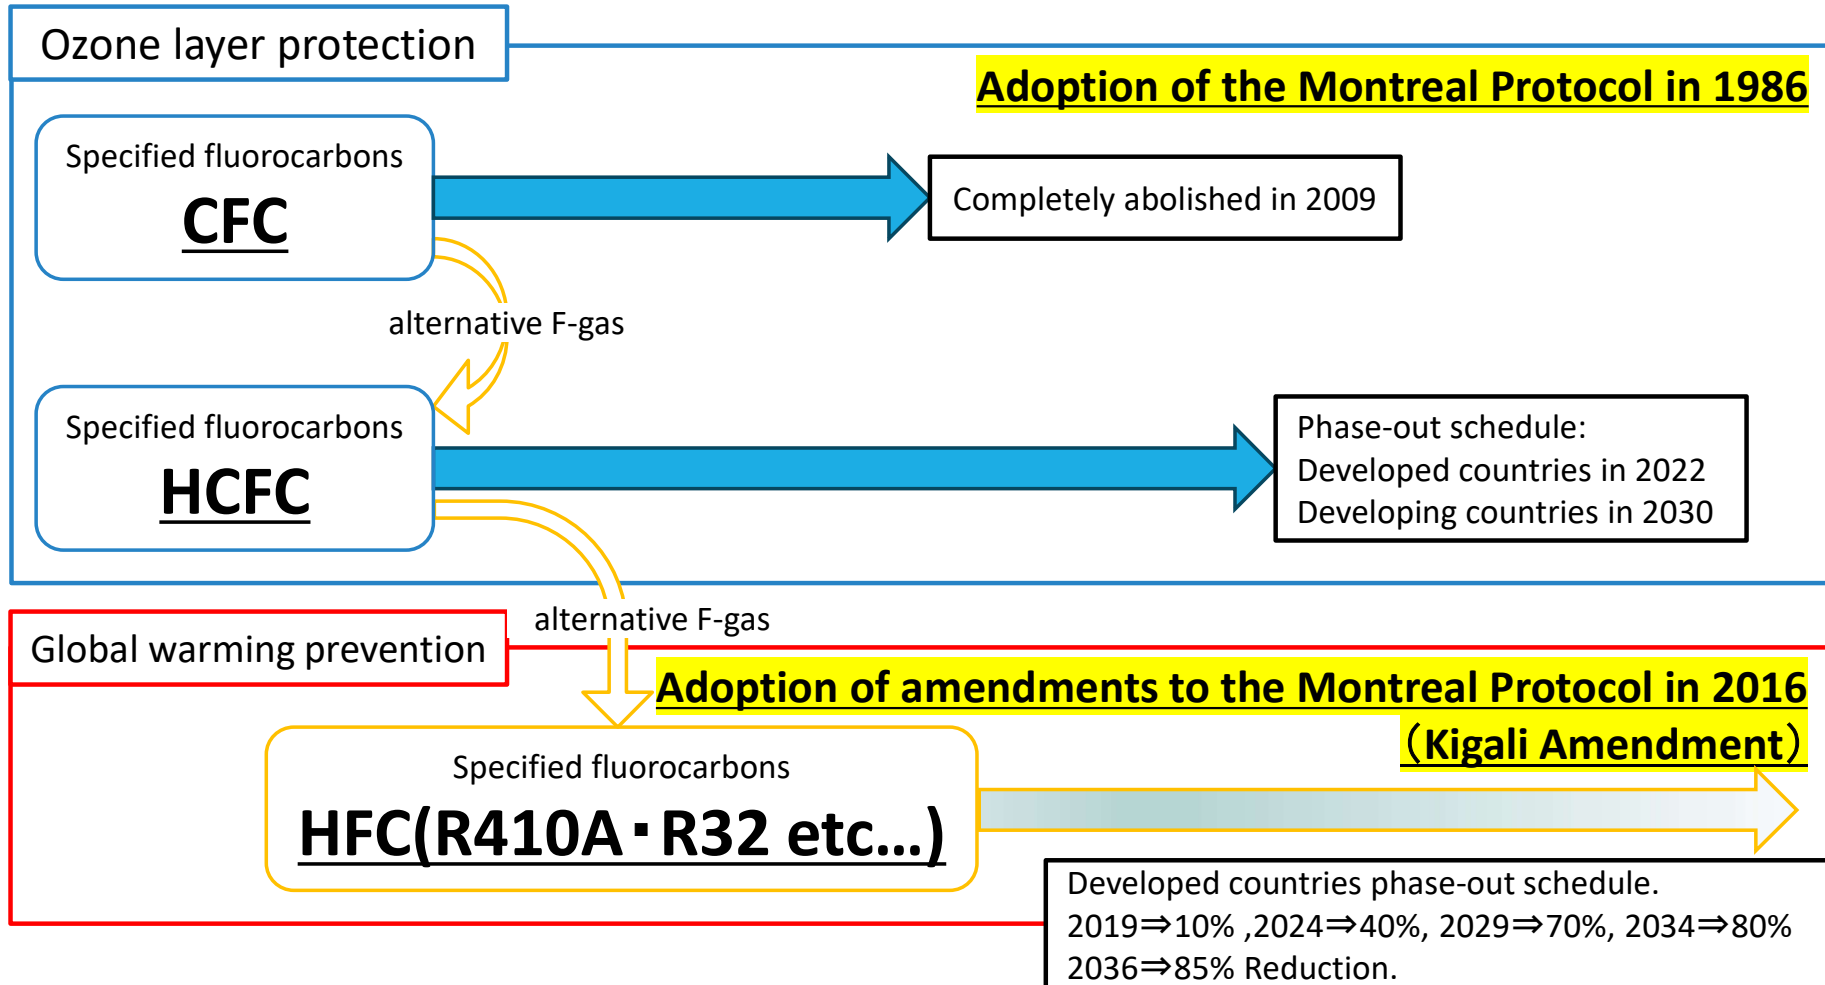 Ozone layer protection
Adoption of the Montreal Protocol in 1986
Specified fluorocarbons
CFC
Completely abolished in 2009
alternative F-gas
Specified fluorocarbons
HCFC
Phase-out schedule:
Developed countries in 2022
Developing countries in 2030
alternative F-gas
Global warming prevention
Adoption of amendments to the Montreal Protocol in 2016
（Kigali Amendment）
Specified fluorocarbons
HFC(R410A･R32 etc…)
Developed countries phase-out schedule.
2019⇒10% ,2024⇒40%, 2029⇒70%, 2034⇒80%
2036⇒85% Reduction.